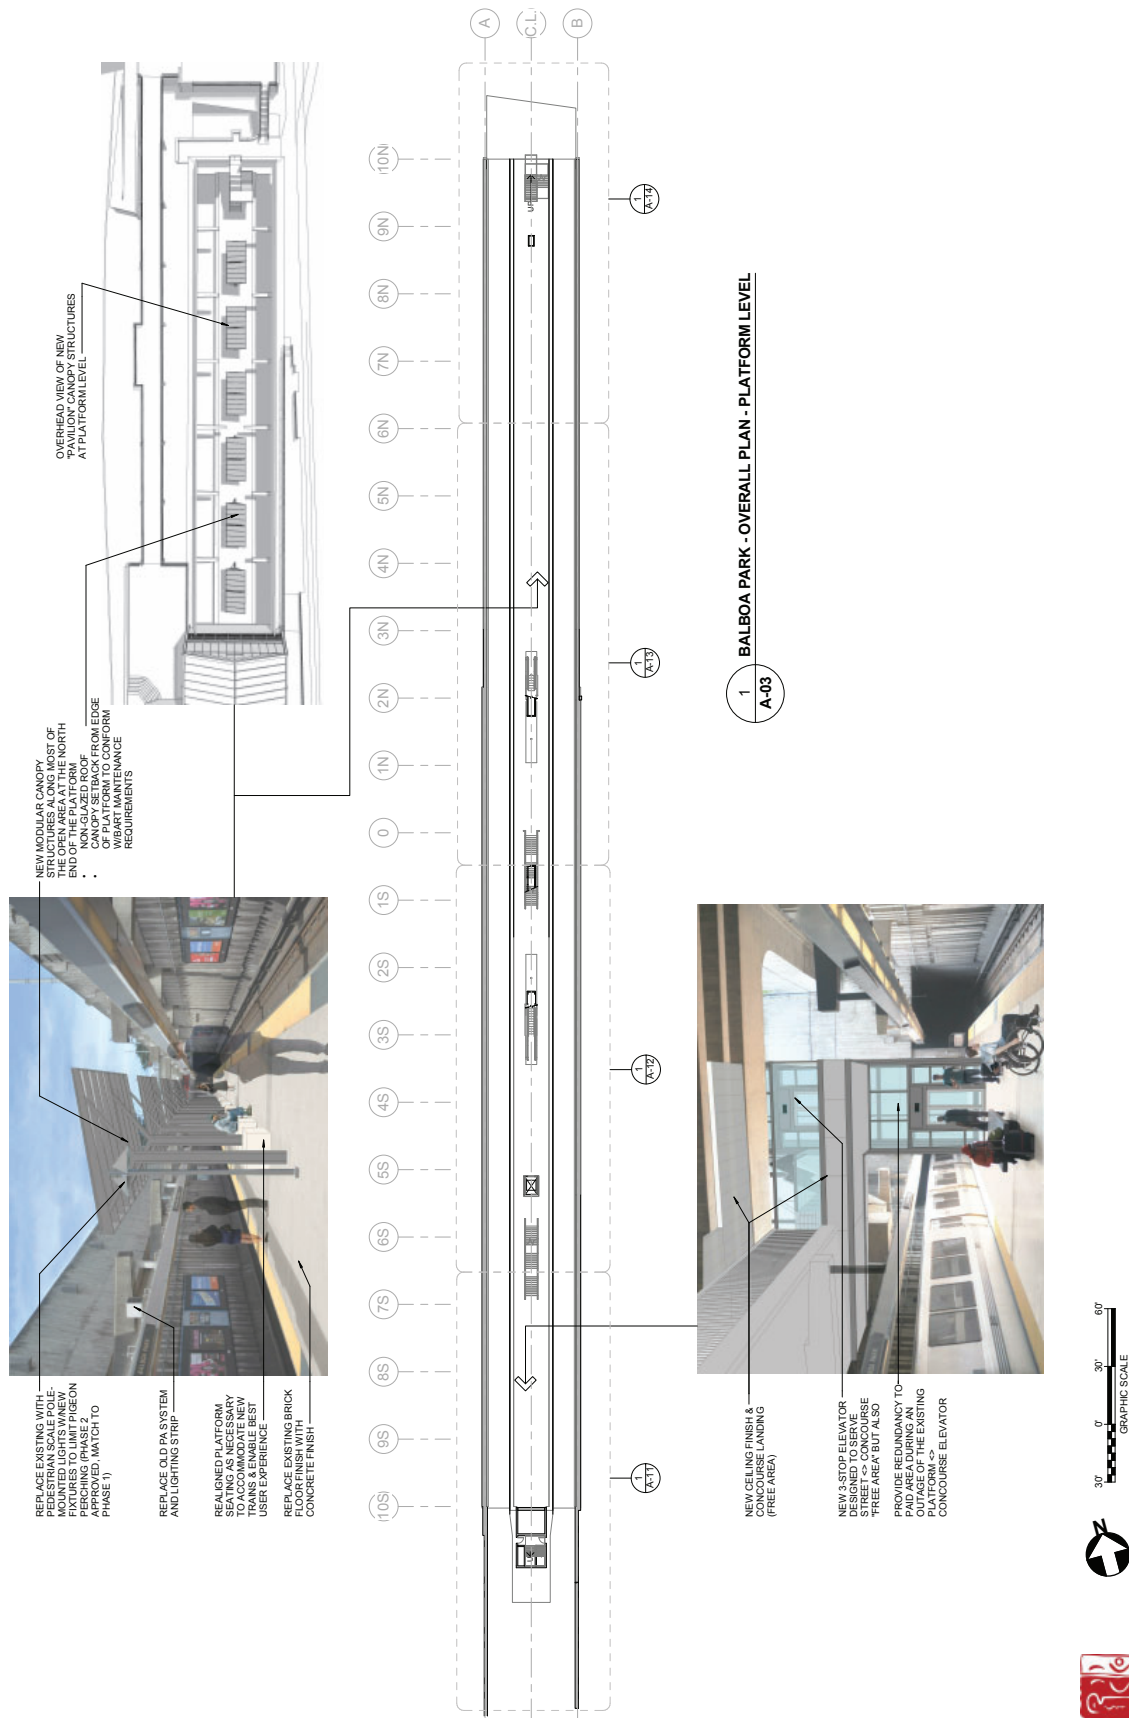 REPLACE EXISTING WITH
PEDESTRIAN SCALE POLE-
MOUNTED LIGHTS W/NEW
FIXTURES TO LIMIT PIGEON
PERCHING (PHASE 2
APPROVED, MATCH TO
PHASE 1)
REPLACE OLD PA SYSTEM
AND LIGHTING STRIP
REALIGNED PLATFORM
SEATING AS NECESSARY
TO ACCOMMODATE NEW
TRAINS & ENABLE BEST
USER EXPERIENCE
REPLACE EXISTING BRICK
FLOOR FINISH WITH
CONCRETE FINISH
NEW MODULAR CANOPY
STRUCTURES ALONG MOST OF
THE OPEN AREA AT THE NORTH
END OF THE PLATFORM
• NON-GLAZED ROOF
• CANOPY SETBACK FROM EDGE
OF PLATFORM TO CONFORM
W/BART MAINTENANCE
REQUIREMENTS
OVERHEAD VIEW OF NEW
"PAVILION" CANOPY STRUCTURES
AT PLATFORM LEVEL
10S 9S 8S 7S 6S 5S 4S 3S 2S 1S 0 1N 2N 3N 4N 5N 6N 7N 8N 9N 10N
A
C.L.
B
UP
1
A-11
1
A-12
1
A-13
1
A-14
NEW CEILING FINISH &
CONCOURSE LANDING
(FREE AREA)
NEW 3-STOP ELEVATOR
DESIGNED TO SERVE
STREET <> CONCOURSE
"FREE AREA" BUT ALSO
PROVIDE REDUNDANCY TO
PAID AREA DURING AN
OUTAGE OF THE EXISTING
PLATFORM <>
CONCOURSE ELEVATOR
1
A-03
BALBOA PARK - OVERALL PLAN - PLATFORM LEVEL
N
30' 0' 30' 60'
GRAPHIC SCALE